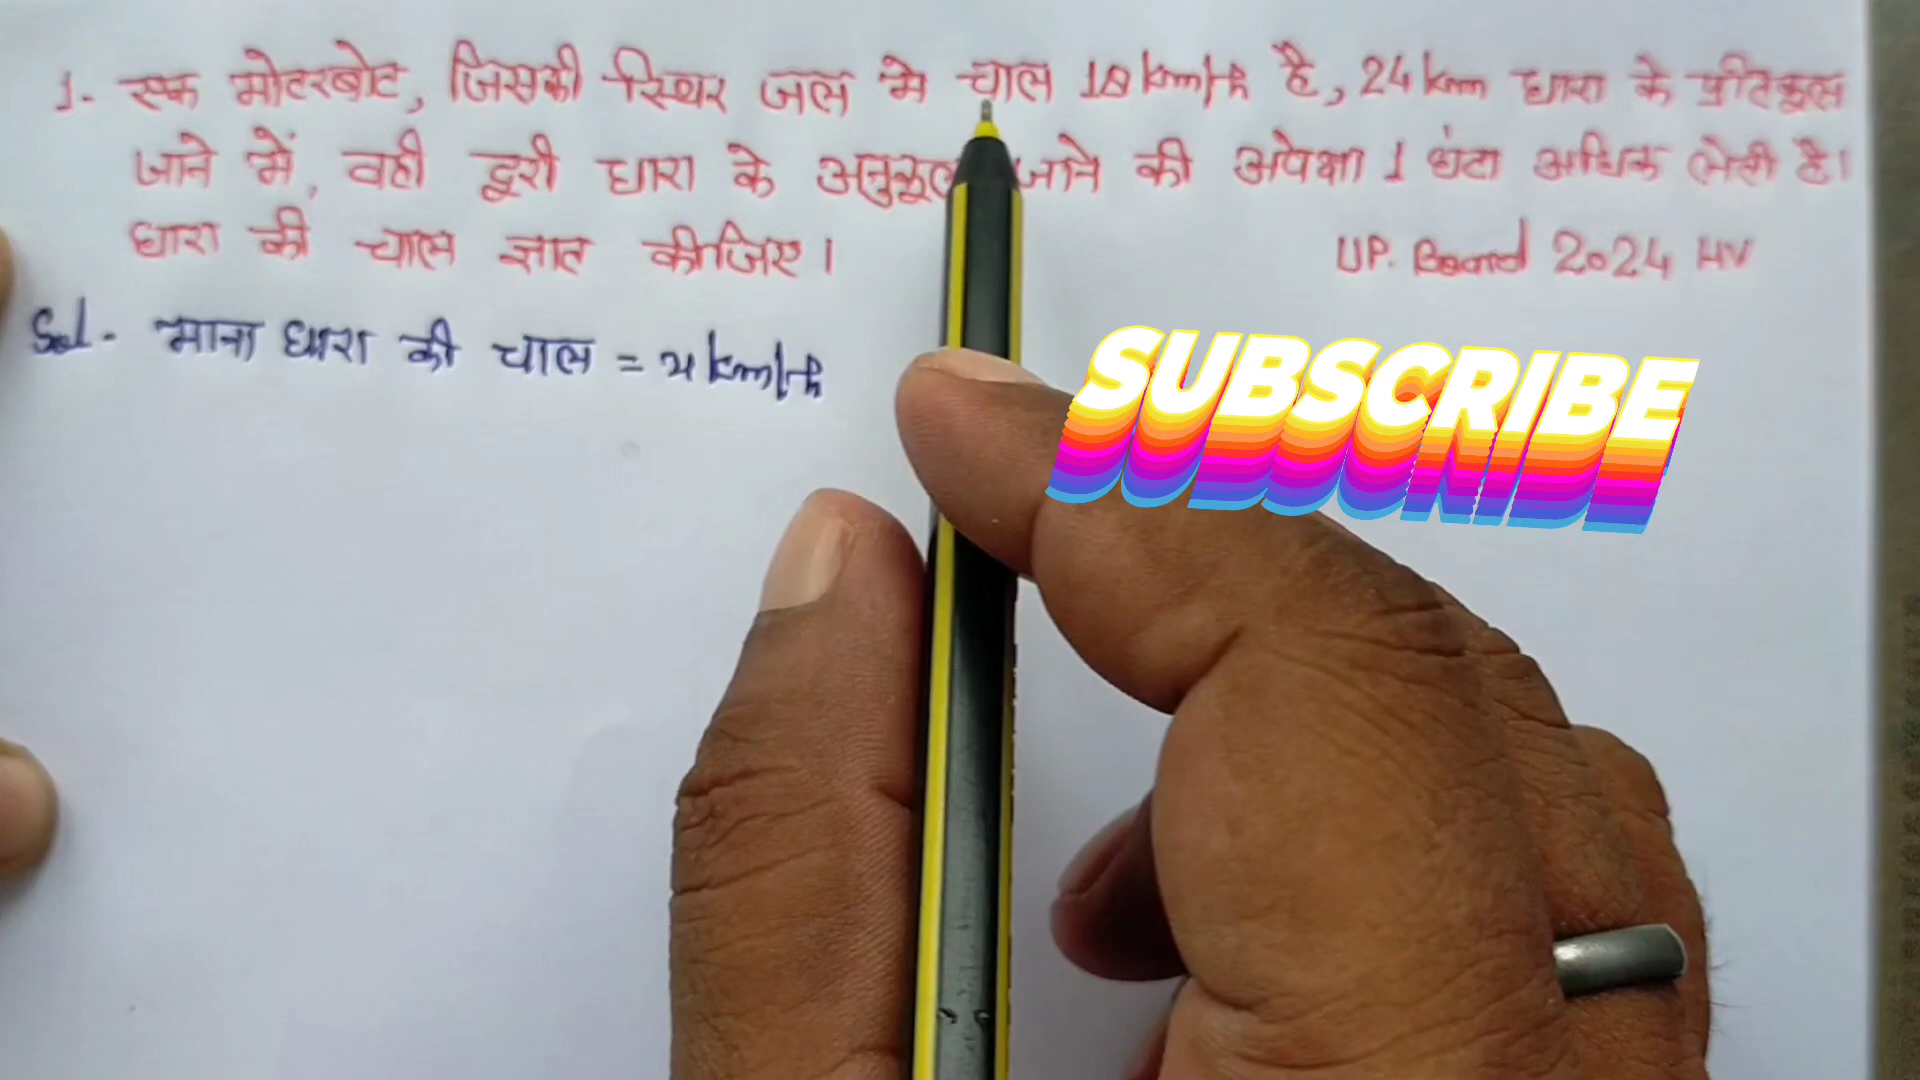 1. एक मोटरबोट, जिसकी स्थिर जल मे चाल 18 km/h है, 24 km धारा के प्रतिकूल
जाने में, वही दूरी धारा के अनुकूल जाने की अपेक्षा 1 घंटा अधिक लेती है।
धारा की चाल ज्ञात कीजिए।
UP. Board 2024 HV
Sol- माना धारा की चाल = x km/h
SUBSCRIBE